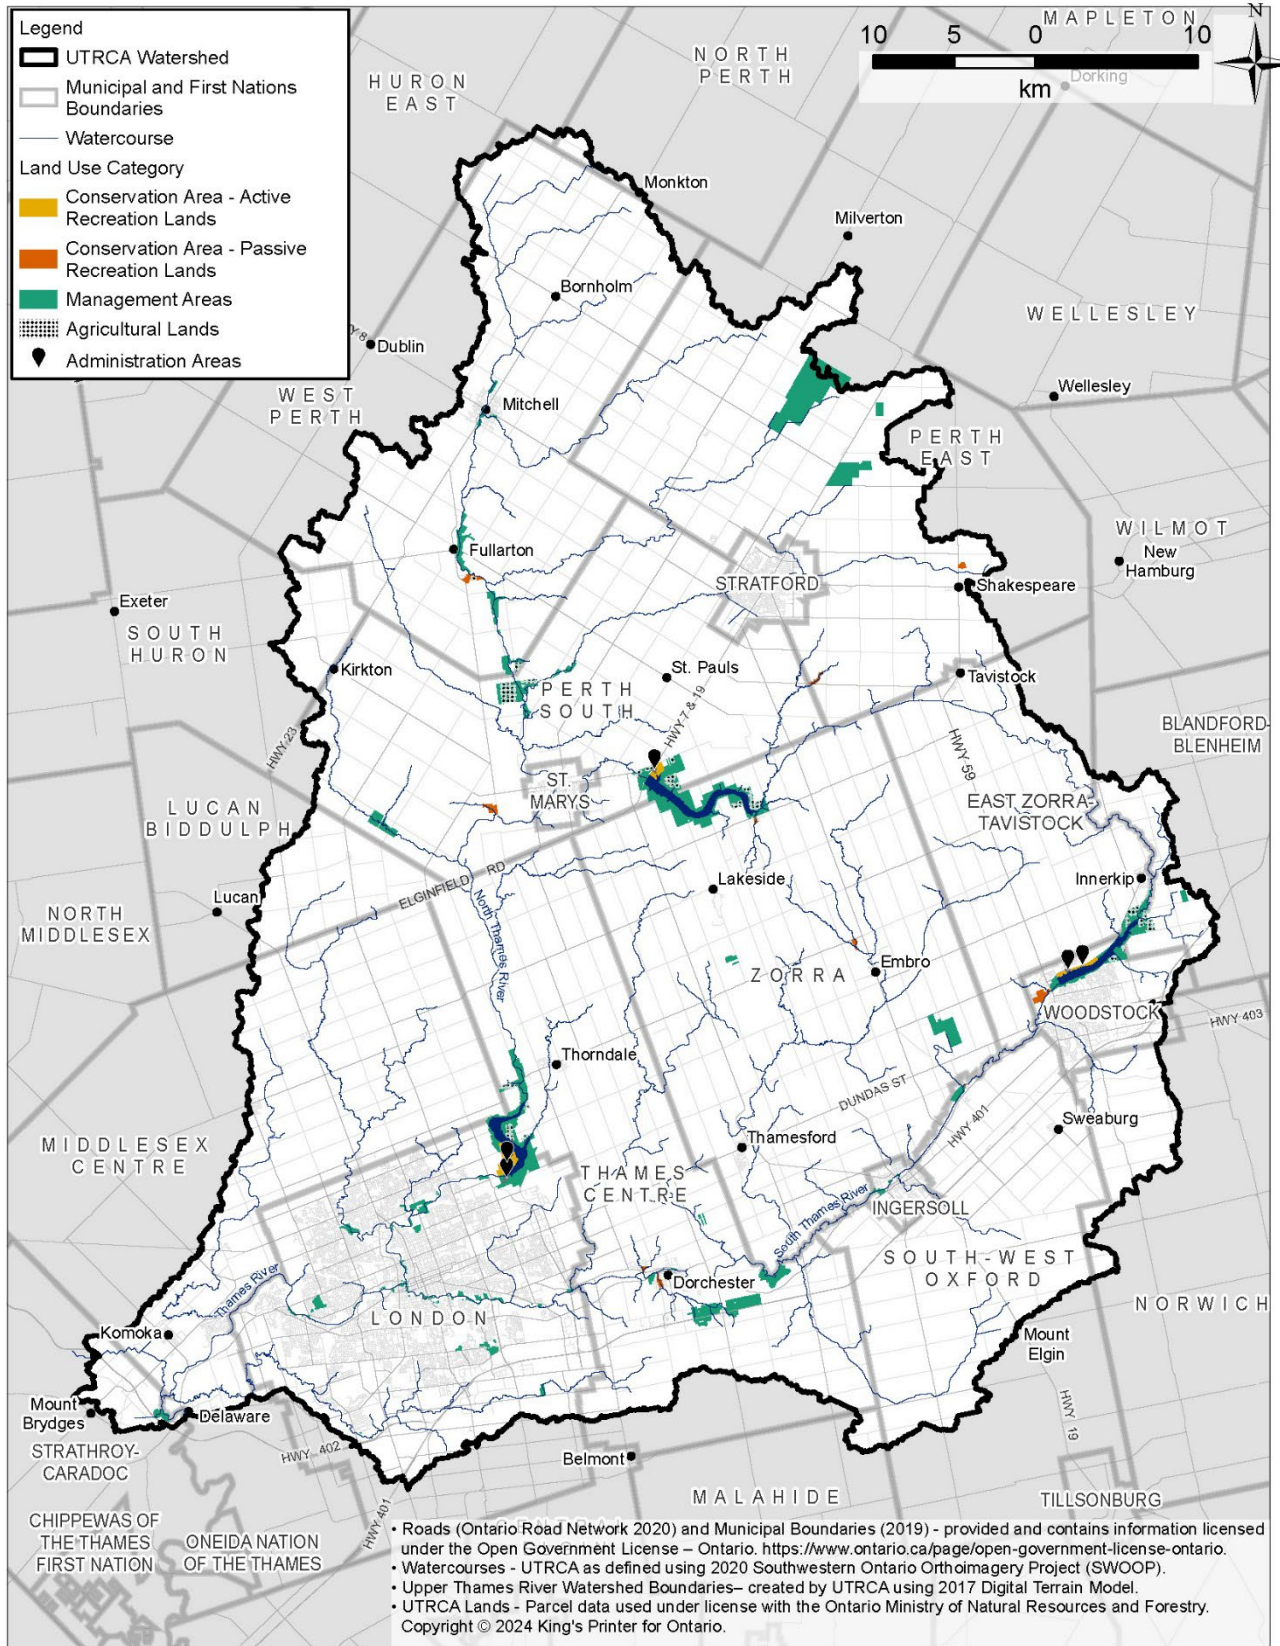 Legend
UTRCA Watershed
Municipal and First Nations
Boundaries
Watercourse
Land Use Category
Conservation Area - Active
Recreation Lands
Conservation Area - Passive
Recreation Lands
Management Areas
Agricultural Lands
Administration Areas
10 5 0 10
km
N
MAPLETON
Dorking
NORTH
PERTH
HURON
EAST
Monkton
Milverton
Bornholm
WELLESLEY
Dublin
Wellesley
WEST
PERTH
Mitchell
PERTH
EAST
WILMOT
New
Hamburg
Fullarton
STRATFORD
Shakespeare
Exeter
SOUTH
HURON
Kirkton
St. Pauls
Tavistock
PERTH
SOUTH
HWY 7 & 19
HWY 23
HWY 59
BLANDFORD-
BLENHEIM
ST.
MARYS
LUCAN
BIDDULPH
EAST ZORRA-
TAVISTOCK
ELGINFIELD RD
Lakeside
Innerkip
Lucan
North Thames River
NORTH
MIDDLESEX
ZORRA
Embro
WOODSTOCK
HWY 403
Thorndale
DUNDAS ST
HWY 401
Sweaburg
Thamesford
MIDDLESEX
CENTRE
THAMES
CENTRE
INGERSOLL
South Thames River
SOUTH-WEST
OXFORD
Thames River
Dorchester
NORWICH
LONDON
Komoka
Mount
Elgin
Mount
Brydges
Delaware
HWY 19
STRATHROY-
CARADOC
HWY 402
Belmont
HWY 401
MALAHIDE
TILLSONBURG
CHIPPEWAS OF
THE THAMES
FIRST NATION
ONEIDA NATION
OF THE THAMES
• Roads (Ontario Road Network 2020) and Municipal Boundaries (2019) - provided and contains information licensed
under the Open Government License – Ontario. https://www.ontario.ca/page/open-government-license-ontario.
• Watercourses - UTRCA as defined using 2020 Southwestern Ontario Orthoimagery Project (SWOOP).
• Upper Thames River Watershed Boundaries– created by UTRCA using 2017 Digital Terrain Model.
• UTRCA Lands - Parcel data used under license with the Ontario Ministry of Natural Resources and Forestry.
Copyright © 2024 King's Printer for Ontario.